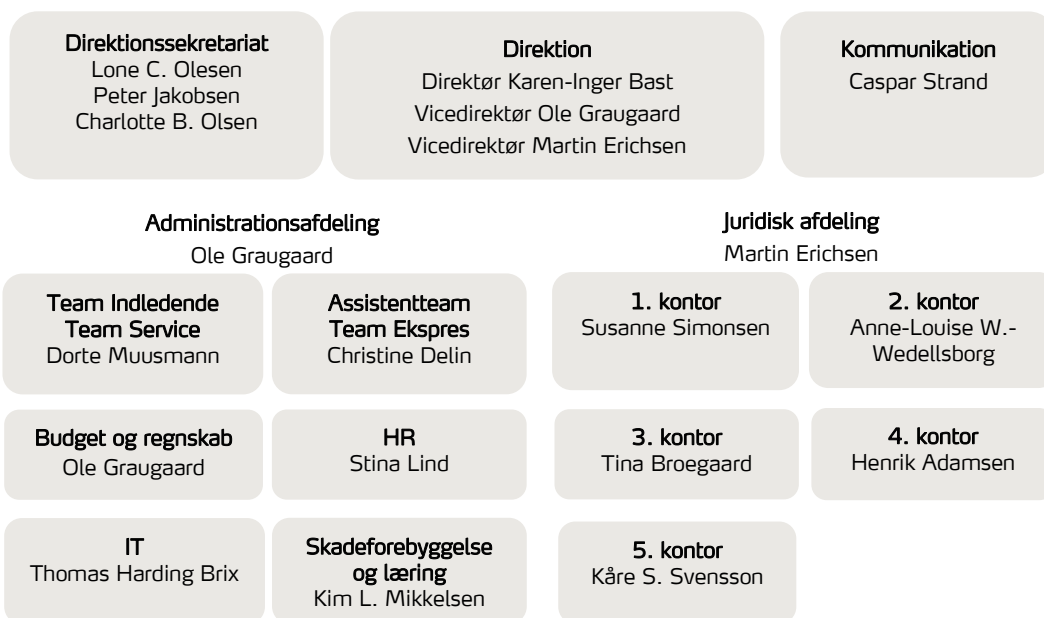 Direktionssekretariat
Lone C. Olesen
Peter Jakobsen
Charlotte B. Olsen
Direktion
Direktør Karen-Inger Bast
Vicedirektør Ole Graugaard
Vicedirektør Martin Erichsen
Kommunikation
Caspar Strand
Administrationsafdeling
Ole Graugaard
Team Indledende
Team Service
Dorte Muusmann
Assistentteam
Team Ekspres
Christine Delin
Budget og regnskab
Ole Graugaard
HR
Stina Lind
IT
Thomas Harding Brix
Skadeforebyggelse
og læring
Kim L. Mikkelsen
Juridisk afdeling
Martin Erichsen
1. kontor
Susanne Simonsen
2. kontor
Anne-Louise W.-
Wedellsborg
3. kontor
Tina Broegaard
4. kontor
Henrik Adamsen
5. kontor
Kåre S. Svensson